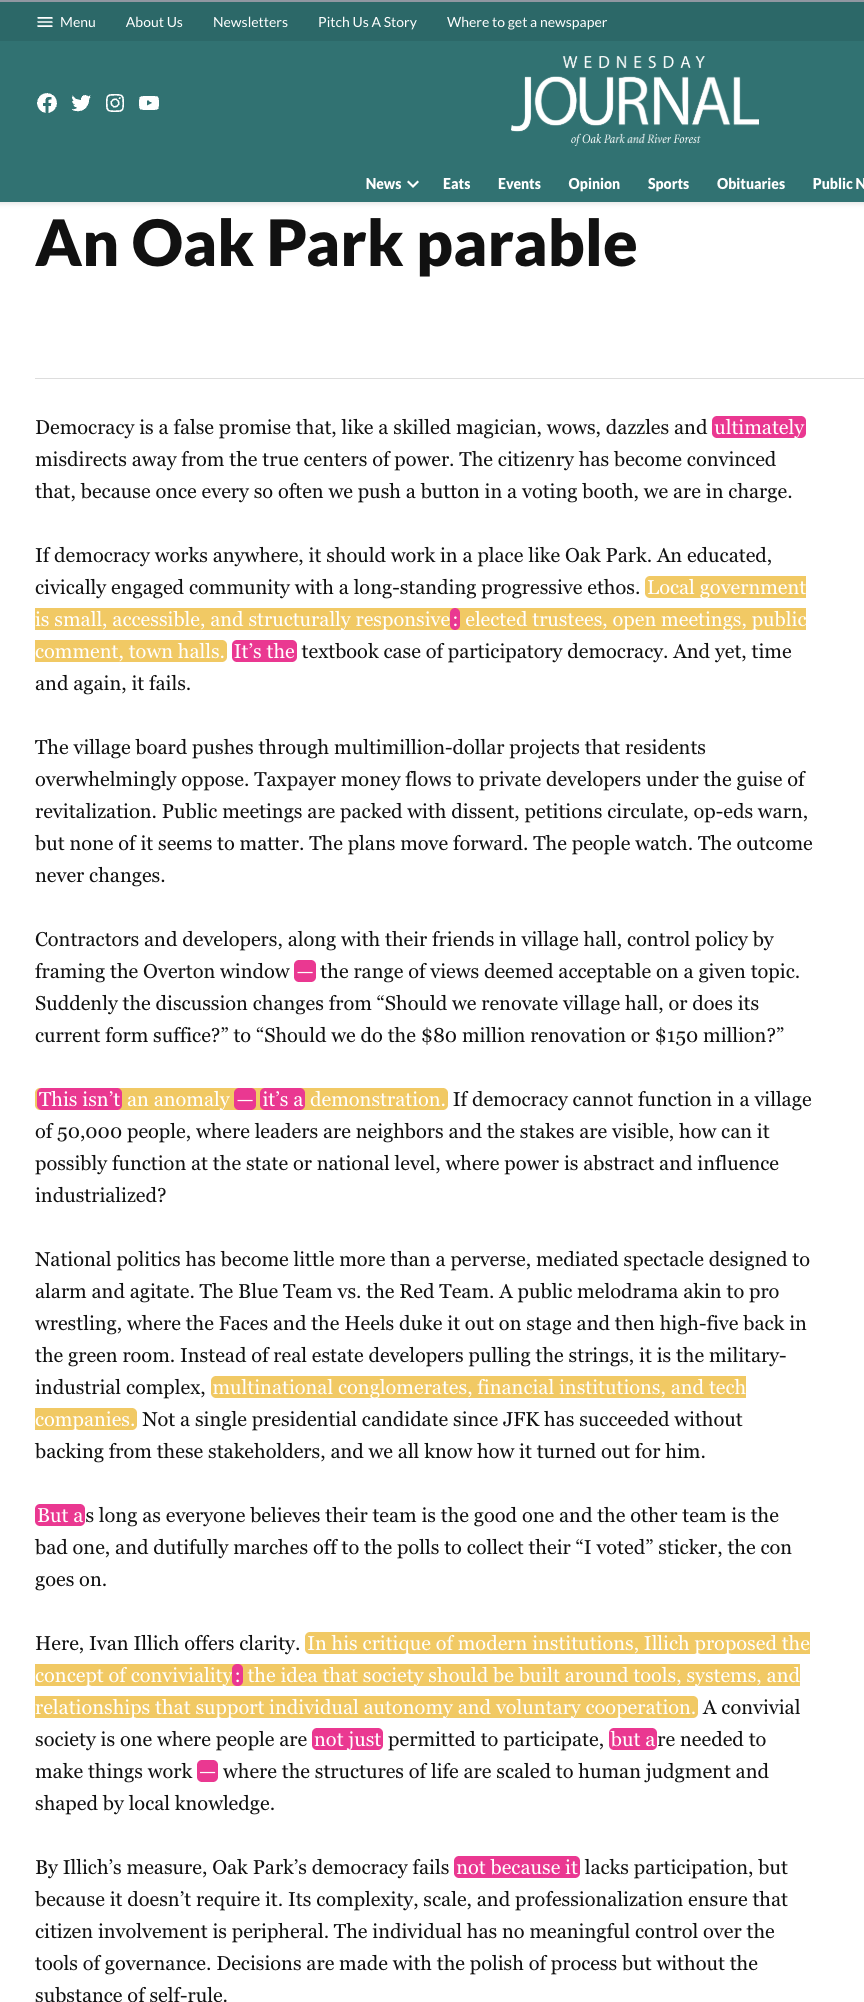 Menu About Us Newsletters Pitch Us A Story Where to get a newspaper
WEDNESDAY
JOURNAL
of Oak Park and River Forest
News Eats Events Opinion Sports Obituaries Public N
An Oak Park parable
Democracy is a false promise that, like a skilled magician, wows, dazzles and ultimately
misdirects away from the true centers of power. The citizenry has become convinced
that, because once every so often we push a button in a voting booth, we are in charge.
If democracy works anywhere, it should work in a place like Oak Park. An educated,
civically engaged community with a long-standing progressive ethos. Local government
is small, accessible, and structurally responsive: elected trustees, open meetings, public
comment, town halls. It’s the textbook case of participatory democracy. And yet, time
and again, it fails.
The village board pushes through multimillion-dollar projects that residents
overwhelmingly oppose. Taxpayer money flows to private developers under the guise of
revitalization. Public meetings are packed with dissent, petitions circulate, op-eds warn,
but none of it seems to matter. The plans move forward. The people watch. The outcome
never changes.
Contractors and developers, along with their friends in village hall, control policy by
framing the Overton window — the range of views deemed acceptable on a given topic.
Suddenly the discussion changes from “Should we renovate village hall, or does its
current form suffice?” to “Should we do the $80 million renovation or $150 million?”
This isn’t an anomaly — it’s a demonstration. If democracy cannot function in a village
of 50,000 people, where leaders are neighbors and the stakes are visible, how can it
possibly function at the state or national level, where power is abstract and influence
industrialized?
National politics has become little more than a perverse, mediated spectacle designed to
alarm and agitate. The Blue Team vs. the Red Team. A public melodrama akin to pro
wrestling, where the Faces and the Heels duke it out on stage and then high-five back in
the green room. Instead of real estate developers pulling the strings, it is the military-
industrial complex, multinational conglomerates, financial institutions, and tech
companies. Not a single presidential candidate since JFK has succeeded without
backing from these stakeholders, and we all know how it turned out for him.
But as long as everyone believes their team is the good one and the other team is the
bad one, and dutifully marches off to the polls to collect their “I voted” sticker, the con
goes on.
Here, Ivan Illich offers clarity. In his critique of modern institutions, Illich proposed the
concept of conviviality: the idea that society should be built around tools, systems, and
relationships that support individual autonomy and voluntary cooperation. A convivial
society is one where people are not just permitted to participate, but are needed to
make things work — where the structures of life are scaled to human judgment and
shaped by local knowledge.
By Illich’s measure, Oak Park’s democracy fails not because it lacks participation, but
because it doesn’t require it. Its complexity, scale, and professionalization ensure that
citizen involvement is peripheral. The individual has no meaningful control over the
tools of governance. Decisions are made with the polish of process but without the
substance of self-rule.